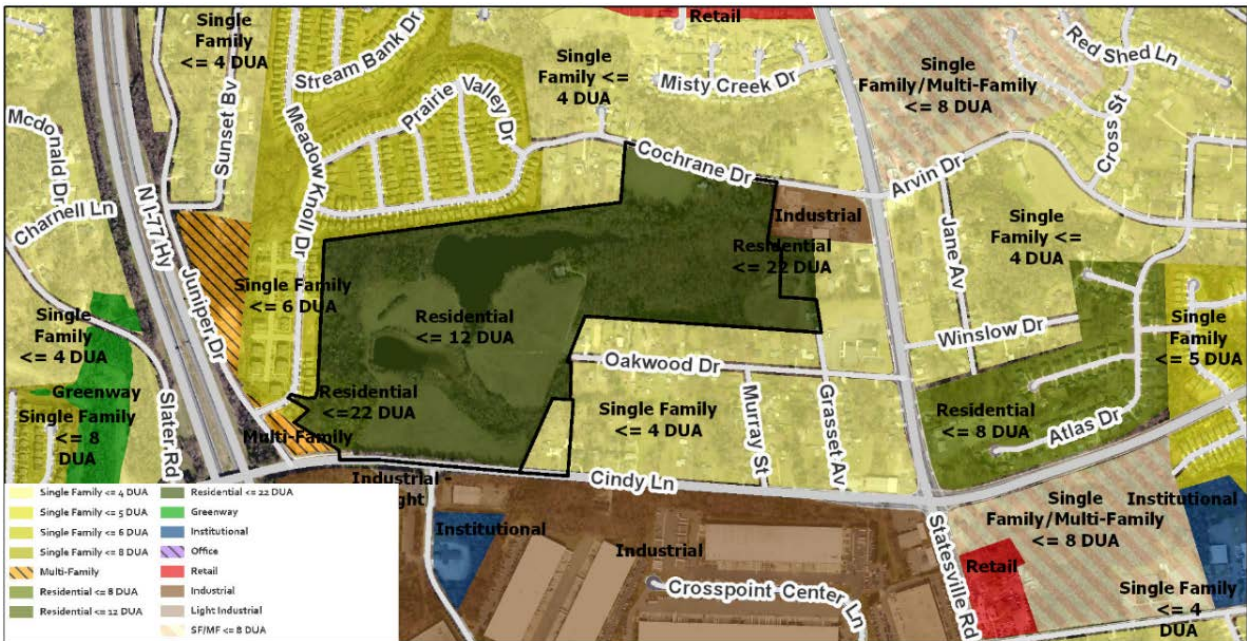 Single
Family
<= 4 DUA
Stream Bank Dr
Retail
Single
Family <=
4 DUA
Misty Creek Dr
Single
Family/Multi-Family
<= 8 DUA
Red Shed Ln
Mcdonald Dr
Sunset Bv
Meadow Knoll Dr
Prairie Valley Dr
Cochrane Dr
Arvin Dr
Cross St
Charnell Ln
N I-77 Hy
Juniper Dr
Industrial
Residential
<= 22 DUA
Jane Av
Single
Family <=
4 DUA
Single Family
<= 6 DUA
Residential
<= 12 DUA
Single
Family
<= 4 DUA
Winslow Dr
Single
Family
<= 5 DUA
Oakwood Dr
Greenway
Slater Rd
Residential
<=22 DUA
Single Family
<= 8
DUA
Multi-Family
Murray St
Grasset Av
Single Family
<= 4 DUA
Residential
<= 8 DUA
Atlas Dr
Cindy Ln
Industrial -
ght
Institutional
Industrial
Crosspoint Center Ln
Statesville Rd
Single
Family/Multi-Family
<= 8 DUA
Institutional
Retail
Single Family
<= 4
DUA
Single Family <= 4 DUA
Single Family <= 5 DUA
Single Family <= 6 DUA
Single Family <= 8 DUA
Multi-Family
Residential <= 8 DUA
Residential <= 12 DUA
Residential <= 22 DUA
Greenway
Institutional
Office
Retail
Industrial
Light Industrial
SF/MF <= 8 DUA